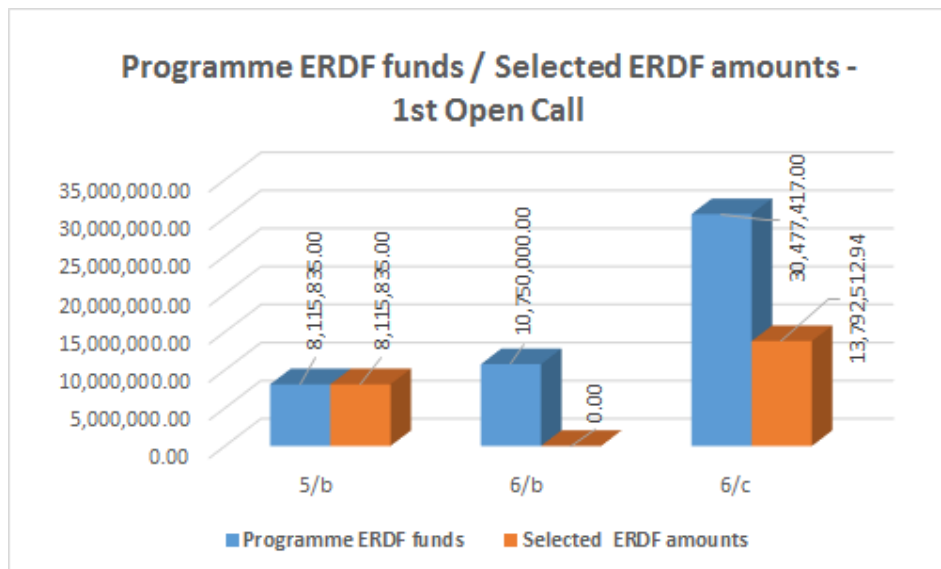 Programme ERDF funds / Selected ERDF amounts -
1st Open Call
35,000,000.00
30,000,000.00
25,000,000.00
20,000,000.00
15,000,000.00
10,000,000.00
5,000,000.00
0.00
8,115,835.00
8,115,835.00
10,750,000.00
0.00
30,477,417.00
13,792,512.94
5/b
6/b
6/c
Programme ERDF funds
Selected ERDF amounts